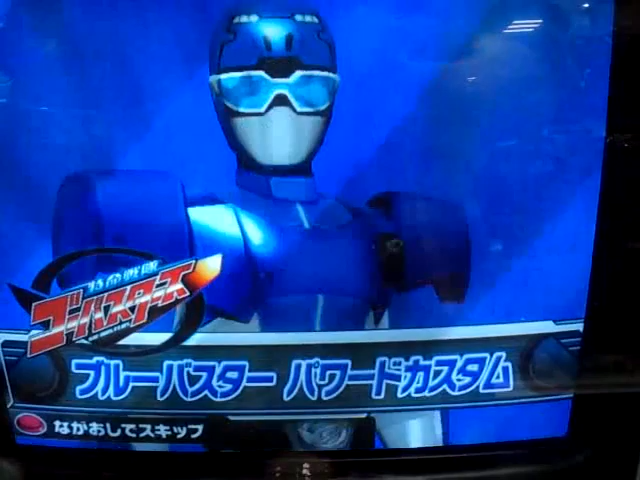 特命戦隊
ゴーバスターズ
ブルーバスター パワードカスタム
ながおしてスキップ